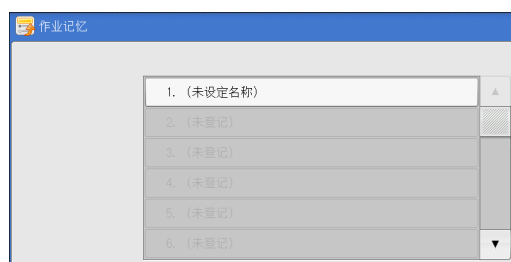 作业记忆
1. (未设定名称)
2. (未登记)
3. (未登记)
4. (未登记)
5. (未登记)
6. (未登记)